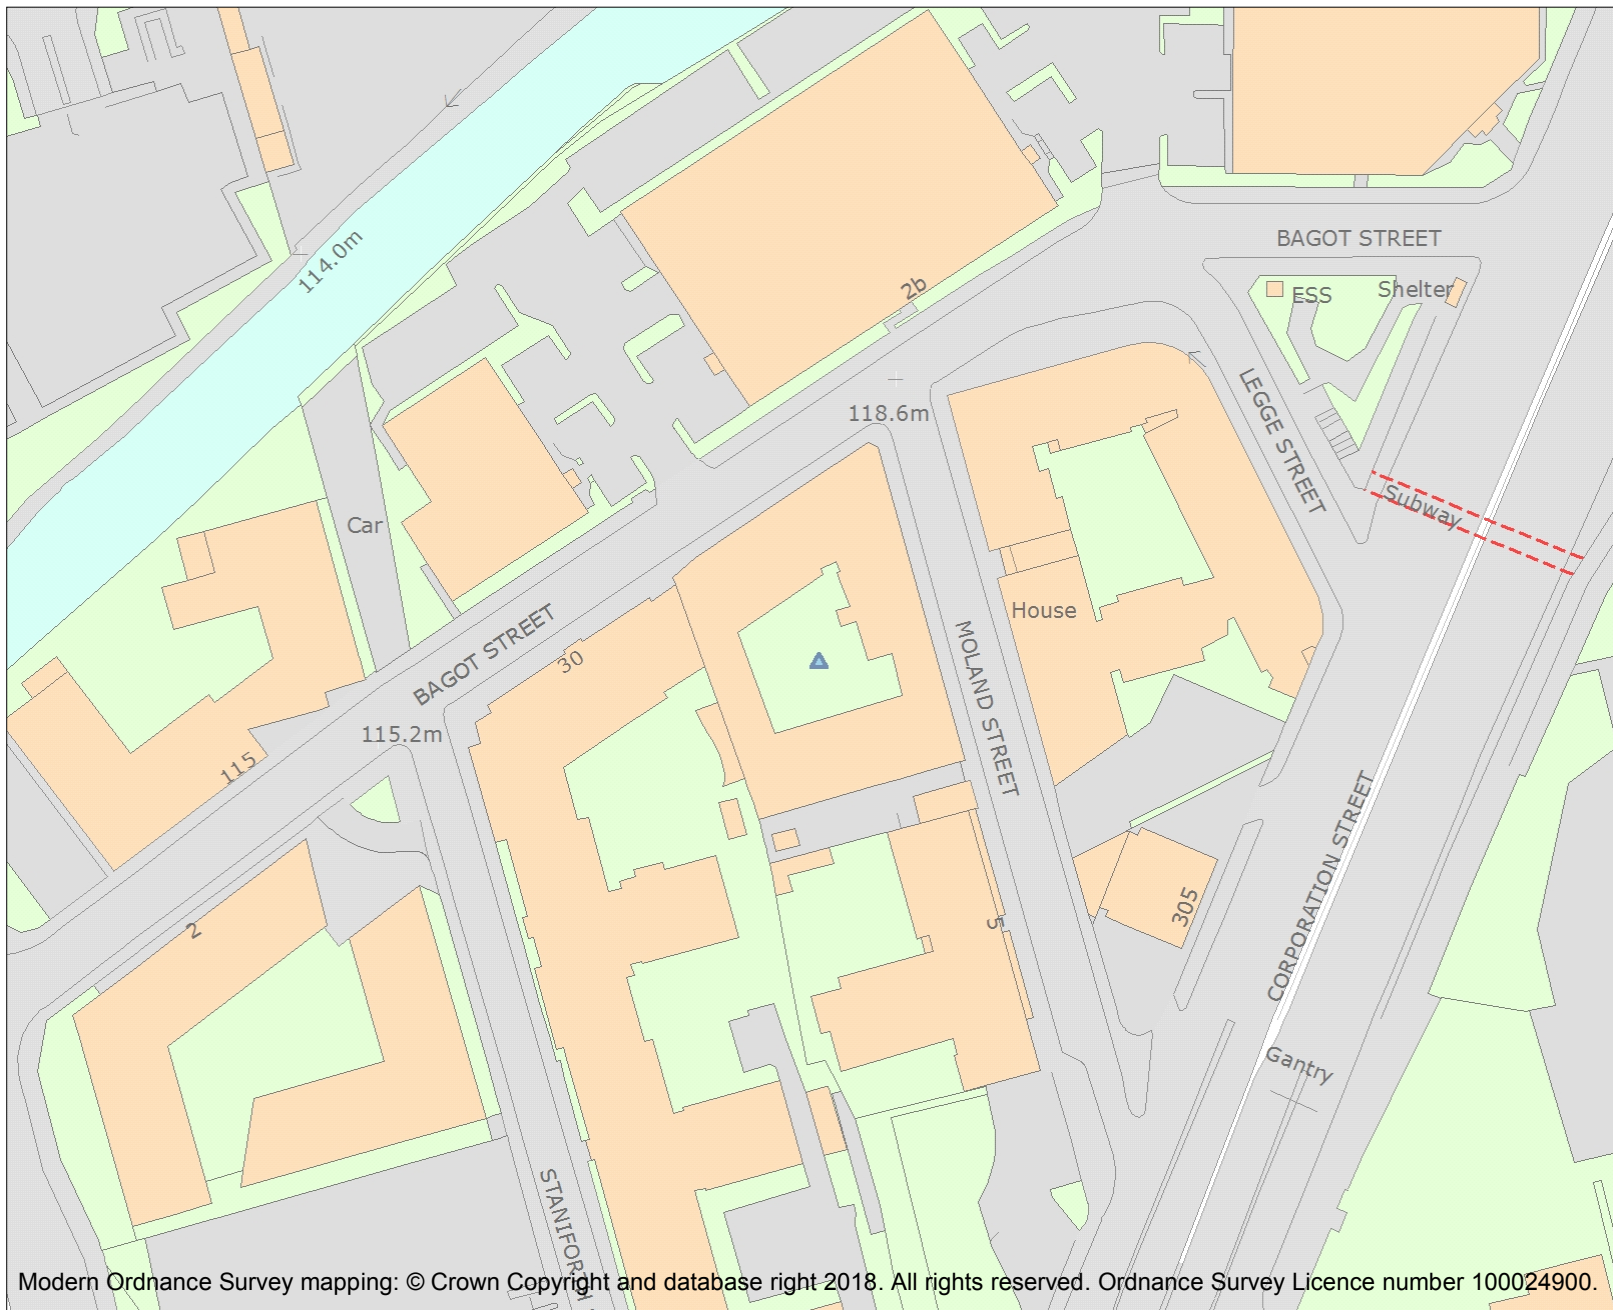 BAGOT STREET
114.0m
2b
ESS
Shelter
118.6m
LEGGE STREET
Subway
Car
House
BAGOT STREET
30
MOLAND STREET
115.2m
115
CORPORATION STREET
305
5
2
Gantry
STANIFORTH
Modern Ordnance Survey mapping: © Crown Copyright and database right 2018. All rights reserved. Ordnance Survey Licence number 100024900.